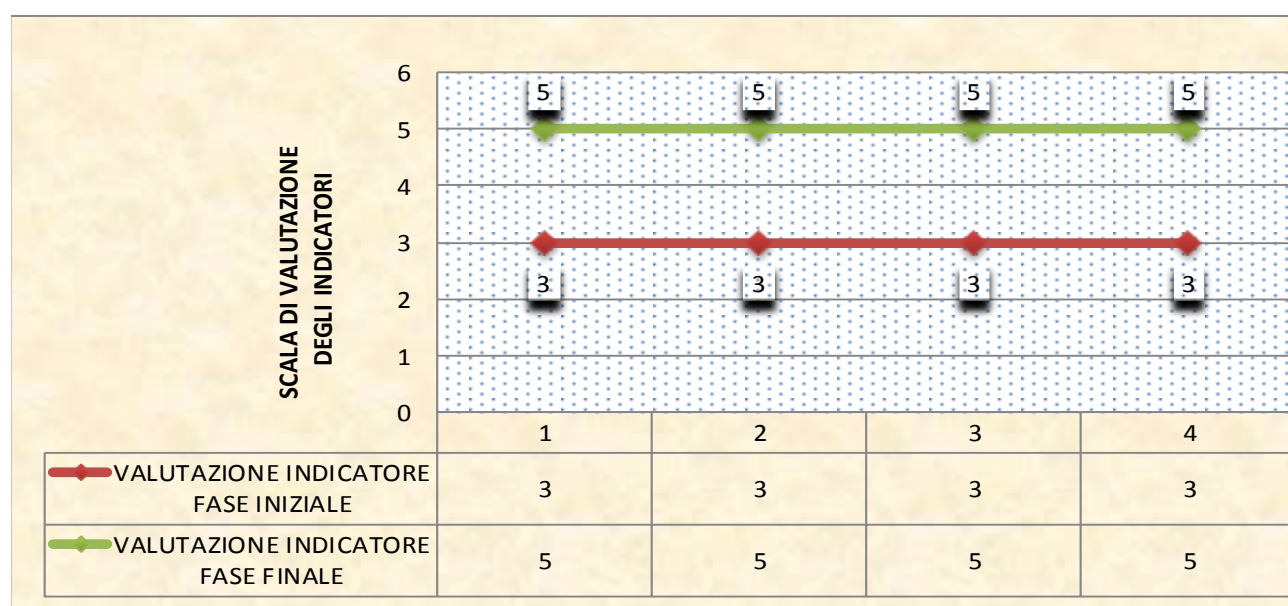 6
5 5 5 5
5
4
3
3 3 3 3
2
1
0
SCALA DI VALUTAZIONE
DEGLI INDICATORI
1 2 3 4
VALUTAZIONE INDICATORE
FASE INIZIALE
3 3 3 3
VALUTAZIONE INDICATORE
FASE FINALE
5 5 5 5